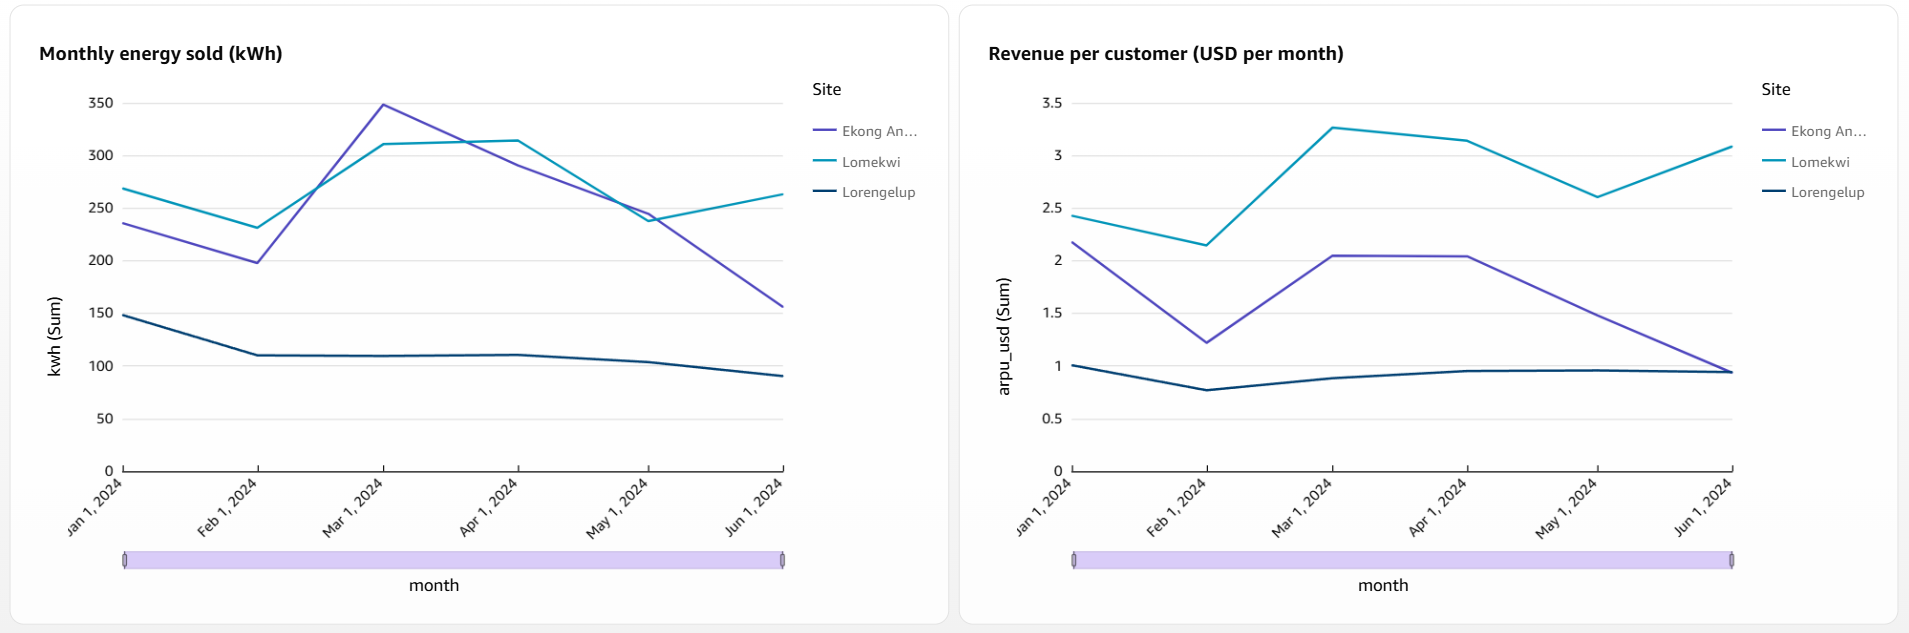 Monthly energy sold (kWh)
Site
Ekong An...
Lomekwi
Lorengelup
350
300
250
200
150
100
50
0
kwh (Sum)
Jan 1, 2024
Feb 1, 2024
Mar 1, 2024
Apr 1, 2024
May 1, 2024
Jun 1, 2024
month
Revenue per customer (USD per month)
Site
Ekong An...
Lomekwi
Lorengelup
3.5
3
2.5
2
1.5
1
0.5
0
arpu_usd (Sum)
Jan 1, 2024
Feb 1, 2024
Mar 1, 2024
Apr 1, 2024
May 1, 2024
Jun 1, 2024
month